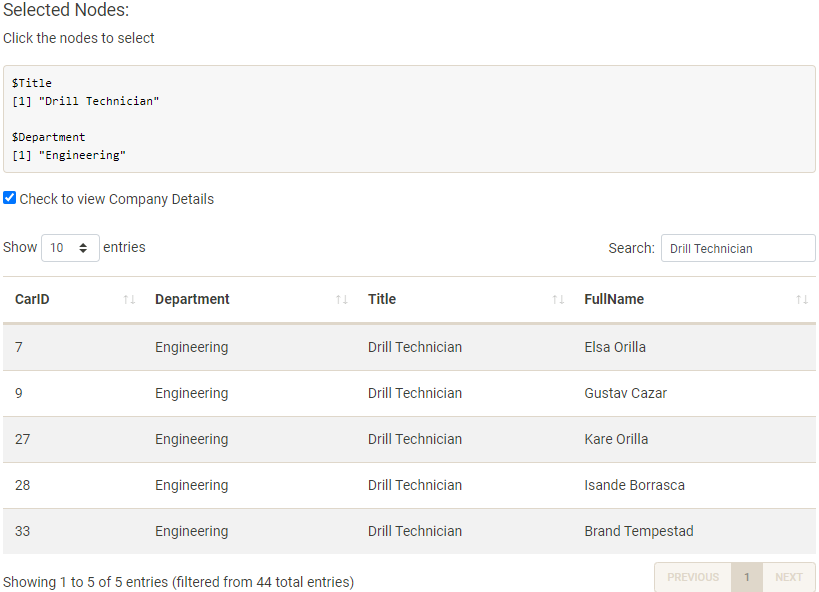 Selected Nodes:
Click the nodes to select
$Title
[1] "Drill Technician"
$Department
[1] "Engineering"
Check to view Company Details
Show 10 entries Search: Drill Technician
CarID Department Title FullName
7 Engineering Drill Technician Elsa Orilla
9 Engineering Drill Technician Gustav Cazar
27 Engineering Drill Technician Kare Orilla
28 Engineering Drill Technician Isande Borrasca
33 Engineering Drill Technician Brand Tempestad
Showing 1 to 5 of 5 entries (filtered from 44 total entries) PREVIOUS 1 NEXT